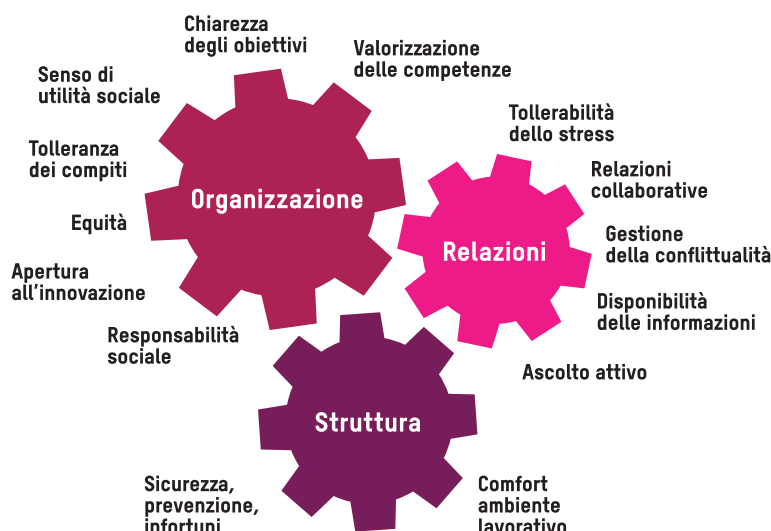 Chiarezza
degli obiettivi
Valorizzazione
delle competenze
Senso di
utilità sociale
Tolleranza
dei compiti
Equità
Apertura
all’innovazione
Responsabilità
sociale
Organizzazione
Tollerabilità
dello stress
Relazioni
collaborative
Gestione
della conflittualità
Disponibilità
delle informazioni
Ascolto attivo
Relazioni
Struttura
Sicurezza,
prevenzione,
infortuni
Comfort
ambiente
lavorativo